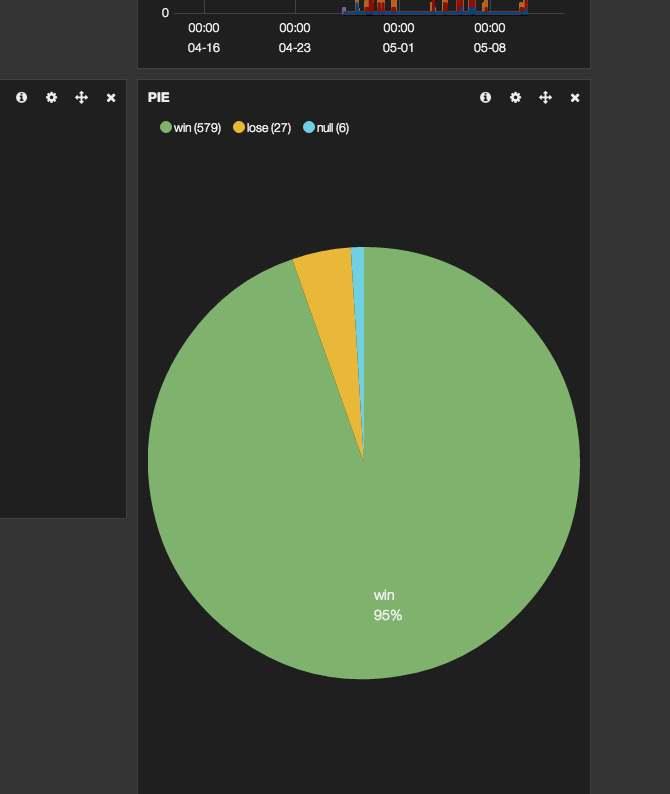 0
00:00 00:00 00:00 00:00
04-16 04-23 05-01 05-08
PIE
win (579) lose (27) null (6)
win
95%